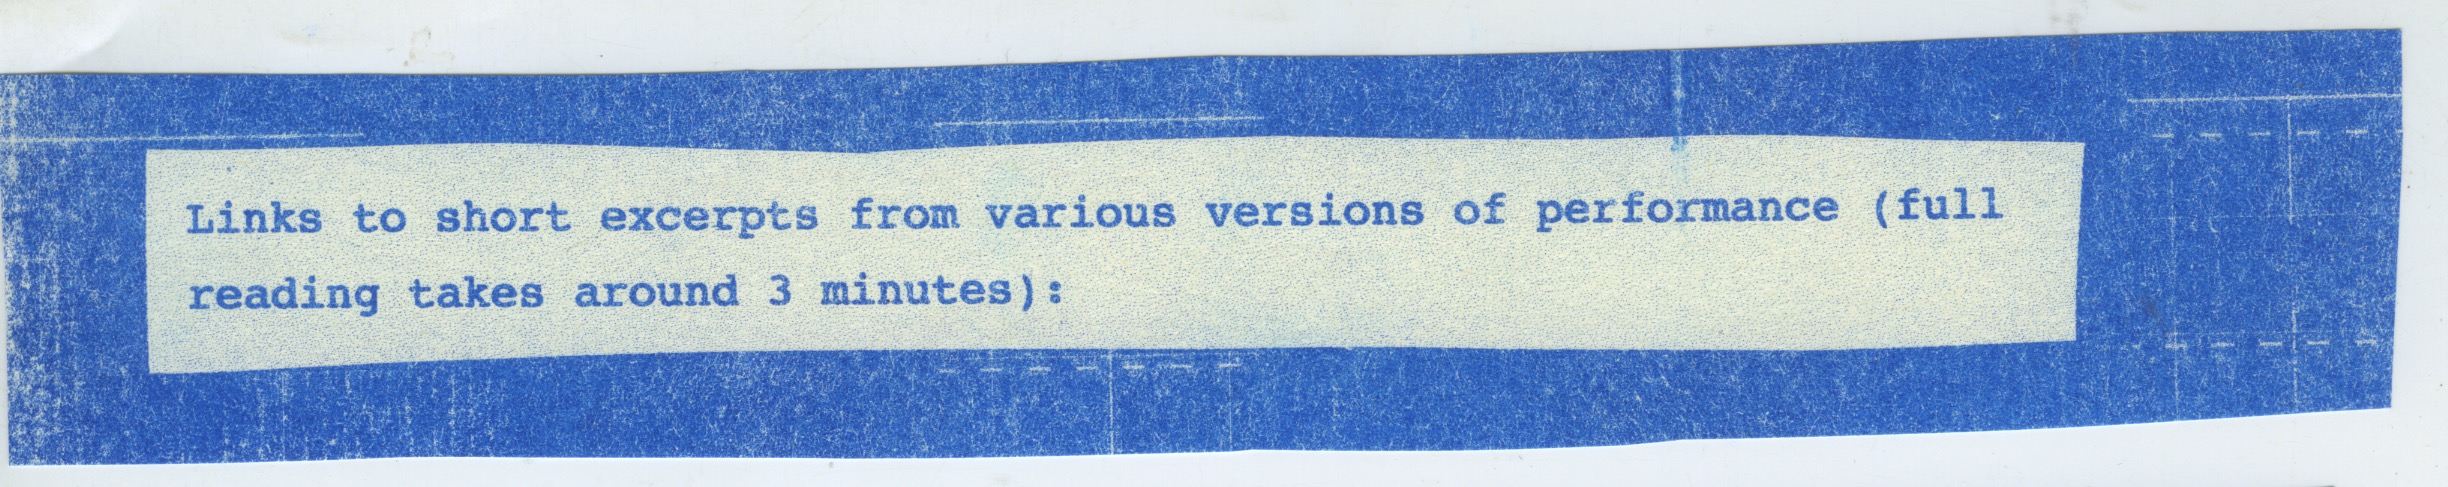 Links to short excerpts from various versions of performance (full
reading takes around 3 minutes):